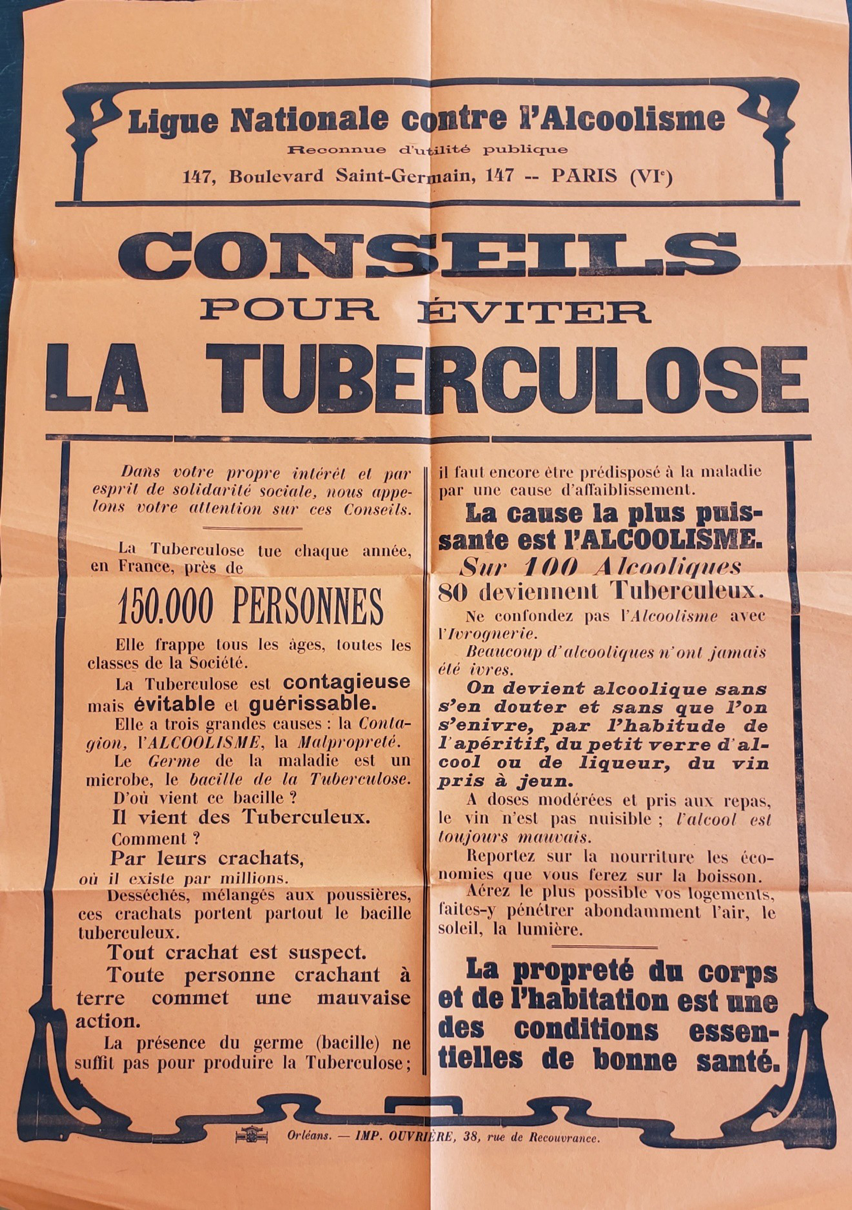 Ligue Nationale contre l'Alcoolisme
Reconnue d'utilité publique
147, Boulevard Saint-Germain, 147 -- PARIS (VIe)
CONSEILS
POUR ÉVITER
LA TUBERCULOSE
Dans votre propre intérêt et par
esprit de solidarité sociale, nous appe-
lons votre attention sur ces Conseils.
La Tuberculose tue chaque année,
en France, près de
150.000 PERSONNES
Elle frappe tous les âges, toutes les
classes de la Société.
La Tuberculose est contagieuse
mais évitable et guérissable.
Elle a trois grandes causes : la Conta-
gion, l'ALCOOLISME, la Malpropreté.
Le Germe de la maladie est un
microbe, le bacille de la Tuberculose.
D'où vient ce bacille ?
Il vient des Tuberculeux.
Comment ?
Par leurs crachats,
où il existe par millions.
Desséchés, mélangés aux poussières,
ces crachats portent partout le bacille
tuberculeux.
Tout crachat est suspect.
Toute personne crachant à
terre commet une mauvaise
action.
La présence du germe (bacille) ne
suffit pas pour produire la Tuberculose ;
il faut encore être prédisposé à la maladie
par une cause d'affaiblissement.
La cause la plus puis-
sante est l'ALCOOLISME.
Sur 100 Alcooliques
80 deviennent Tuberculeux.
Ne confondez pas l'Alcoolisme avec
l'Ivrognerie.
Beaucoup d'alcooliques n'ont jamais
été ivres.
On devient alcoolique sans
s'en douter et sans que l'on
s'enivre, par l'habitude de
l'apéritif, du petit verre d'al-
cool ou de liqueur, du vin
pris à jeun.
A doses modérées et pris aux repas,
le vin n'est pas nuisible ; l'alcool est
toujours mauvais.
Reportez sur la nourriture les éco-
nomies que vous ferez sur la boisson.
Aérez le plus possible vos logements,
faites-y pénétrer abondamment l'air, le
soleil, la lumière.
La propreté du corps
et de l'habitation est une
des conditions essen-
tielles de bonne santé.
Orléans. — IMP. OUVRIÈRE, 38, rue de Recouvrance.